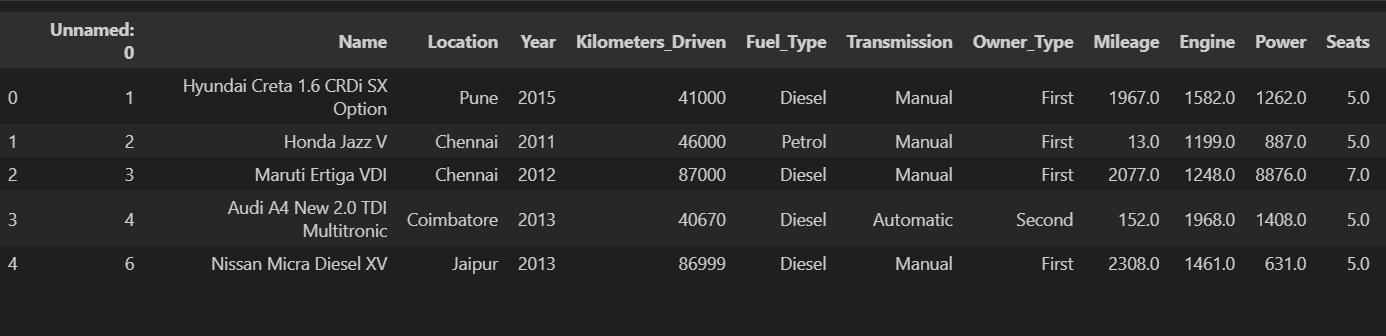 Unnamed: 0 Name Location Year Kilometers_Driven Fuel_Type Transmission Owner_Type Mileage Engine Power Seats
0 1 Hyundai Creta 1.6 CRDi SX Option Pune 2015 41000 Diesel Manual First 1967.0 1582.0 1262.0 5.0
1 2 Honda Jazz V Chennai 2011 46000 Petrol Manual First 13.0 1199.0 887.0 5.0
2 3 Maruti Ertiga VDI Chennai 2012 87000 Diesel Manual First 2077.0 1248.0 8876.0 7.0
3 4 Audi A4 New 2.0 TDI Multitronic Coimbatore 2013 40670 Diesel Automatic Second 152.0 1968.0 1408.0 5.0
4 6 Nissan Micra Diesel XV Jaipur 2013 86999 Diesel Manual First 2308.0 1461.0 631.0 5.0